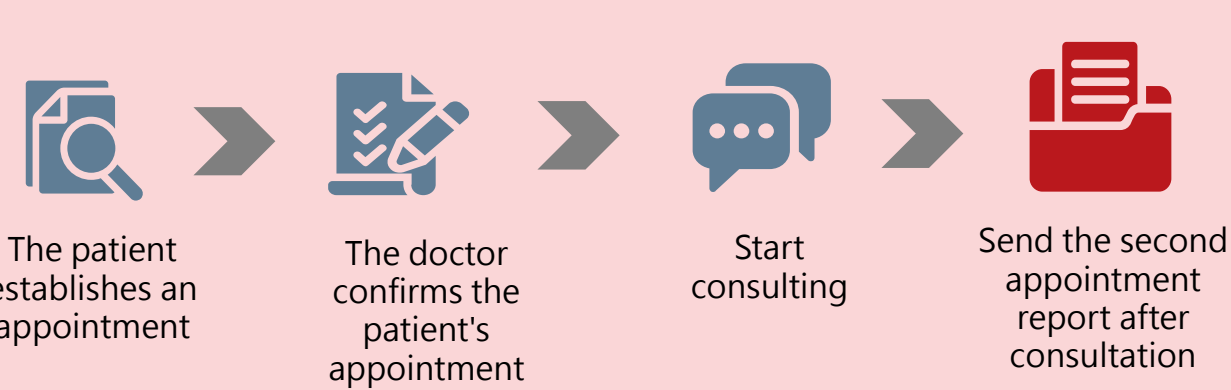 The patient
establishes an
appointment
The doctor
confirms the
patient's
appointment
Start
consulting
Send the second
appointment
report after
consultation